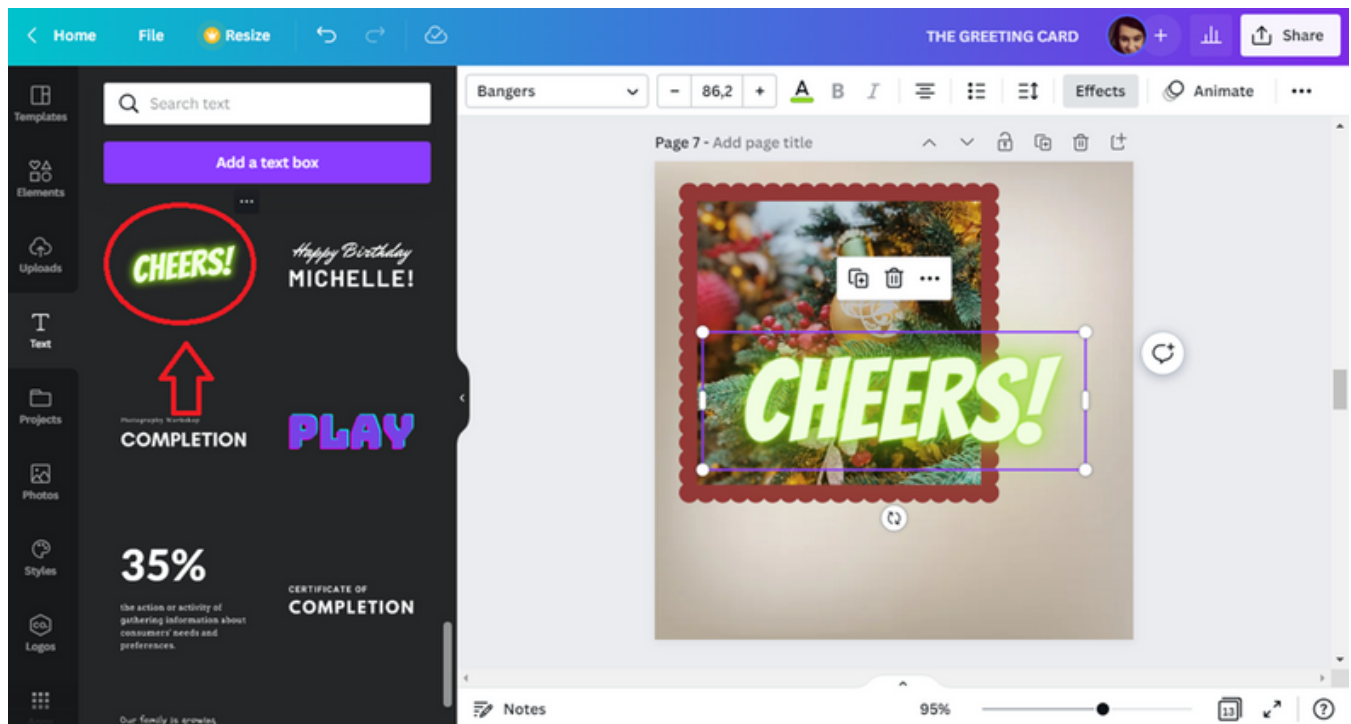 Home File Resize THE GREETING CARD + Share
Templates
Elements
Uploads
Text
Projects
Photos
Styles
CO.
Logos
Search text
Add a text box
CHEERS!
Happy Birthday
MICHELLE!
Photography Workshop
COMPLETION
PLAY
35%
the action or activity of
gathering information about
consumers' needs and
preferences.
CERTIFICATE OF
COMPLETION
Our family is growing,
Bangers - 86,2 + A B I Effects Animate
Page 7 - Add page title
CHEERS!
Notes 95% 13 ?